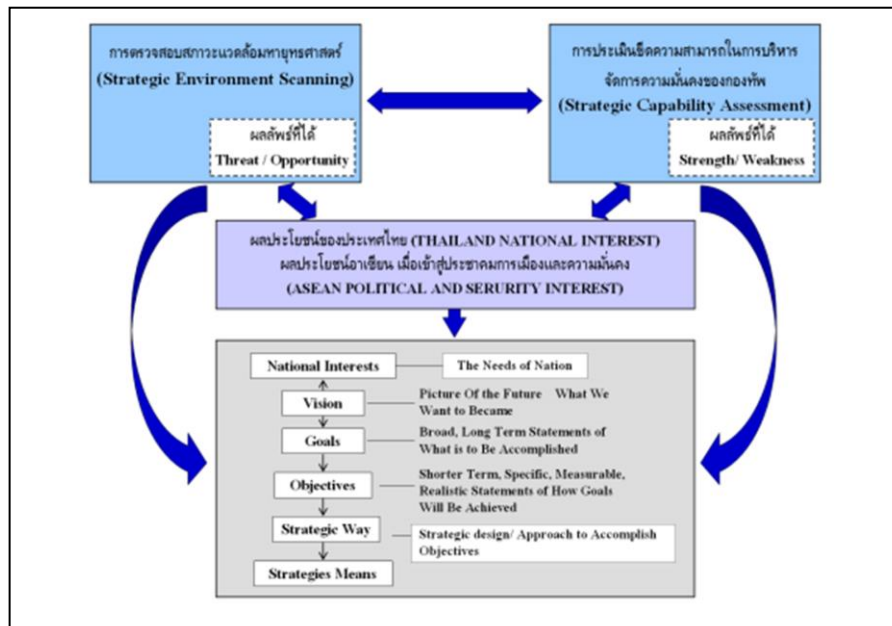 การตรวจสอบสภาวะแวดล้อมทายุทธศาสตร์
(Strategic Environment Scanning)
ผลลัพธ์ที่ได้
Threat / Opportunity
การประเมินขีดความสามารถในการบริหาร
จัดการความมั่นคงของกองทัพ
(Strategic Capability Assessment)
ผลลัพธ์ที่ได้
Strength/ Weakness
ผลประโยชน์ของประเทศไทย (THAILAND NATIONAL INTEREST)
ผลประโยชน์อาเซียน เมื่อเข้าสู่ประชาคมการเมืองและความมั่นคง
(ASEAN POLITICAL AND SERURITY INTEREST)
National Interests
The Needs of Nation
Vision
Picture Of the Future What We
Want to Became
Goals
Broad, Long Term Statements of
What is to Be Accomplished
Objectives
Shorter Term, Specific, Measurable,
Realistic Statements of How Goals
Will Be Achieved
Strategic Way
Strategic design/ Approach to Accomplish
Objectives
Strategies Means